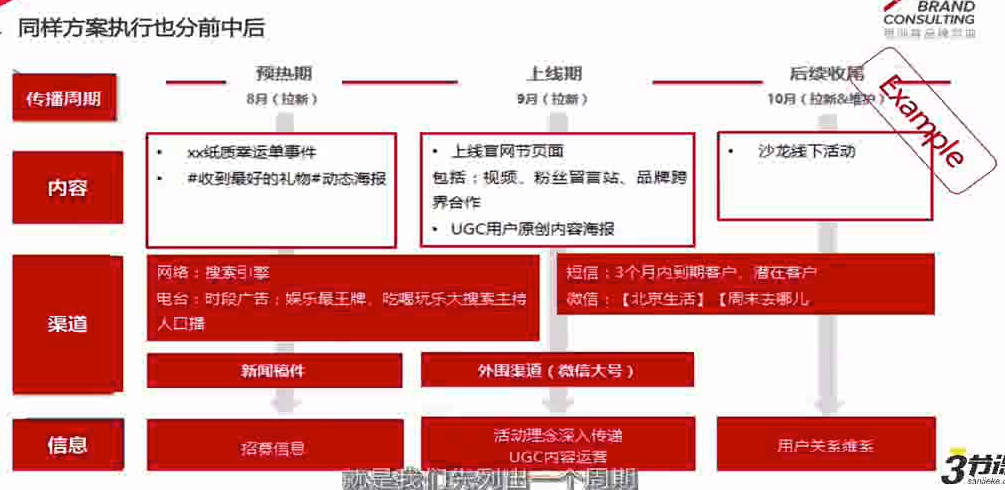 BRAND
CONSULTING
同样方案执行也分前中后
传播周期
预热期
8月（拉新）
上线期
9月（拉新）
后续收尾
10月（拉新&维护）
Example
内容
• xx纸质幸运单事件
• #收到最好的礼物#动态海报
• 上线官网节页面
包括；视频、粉丝留言站、品牌跨
界合作
• UGC用户原创内容海报
• 沙龙线下活动
渠道
网络：搜索引擎
电台：时段广告；娱乐最王牌、吃喝玩乐大搜索主持
人口播
短信：3个月内到期客户、潜在客户
微信：【北京生活】【周末去哪儿
新闻稿件
外围渠道（微信大号）
信息
招募信息
活动理念深入传递
UGC内容运营
用户关系维系
就是我们先列出一个周期
3节课
sanjieke.co